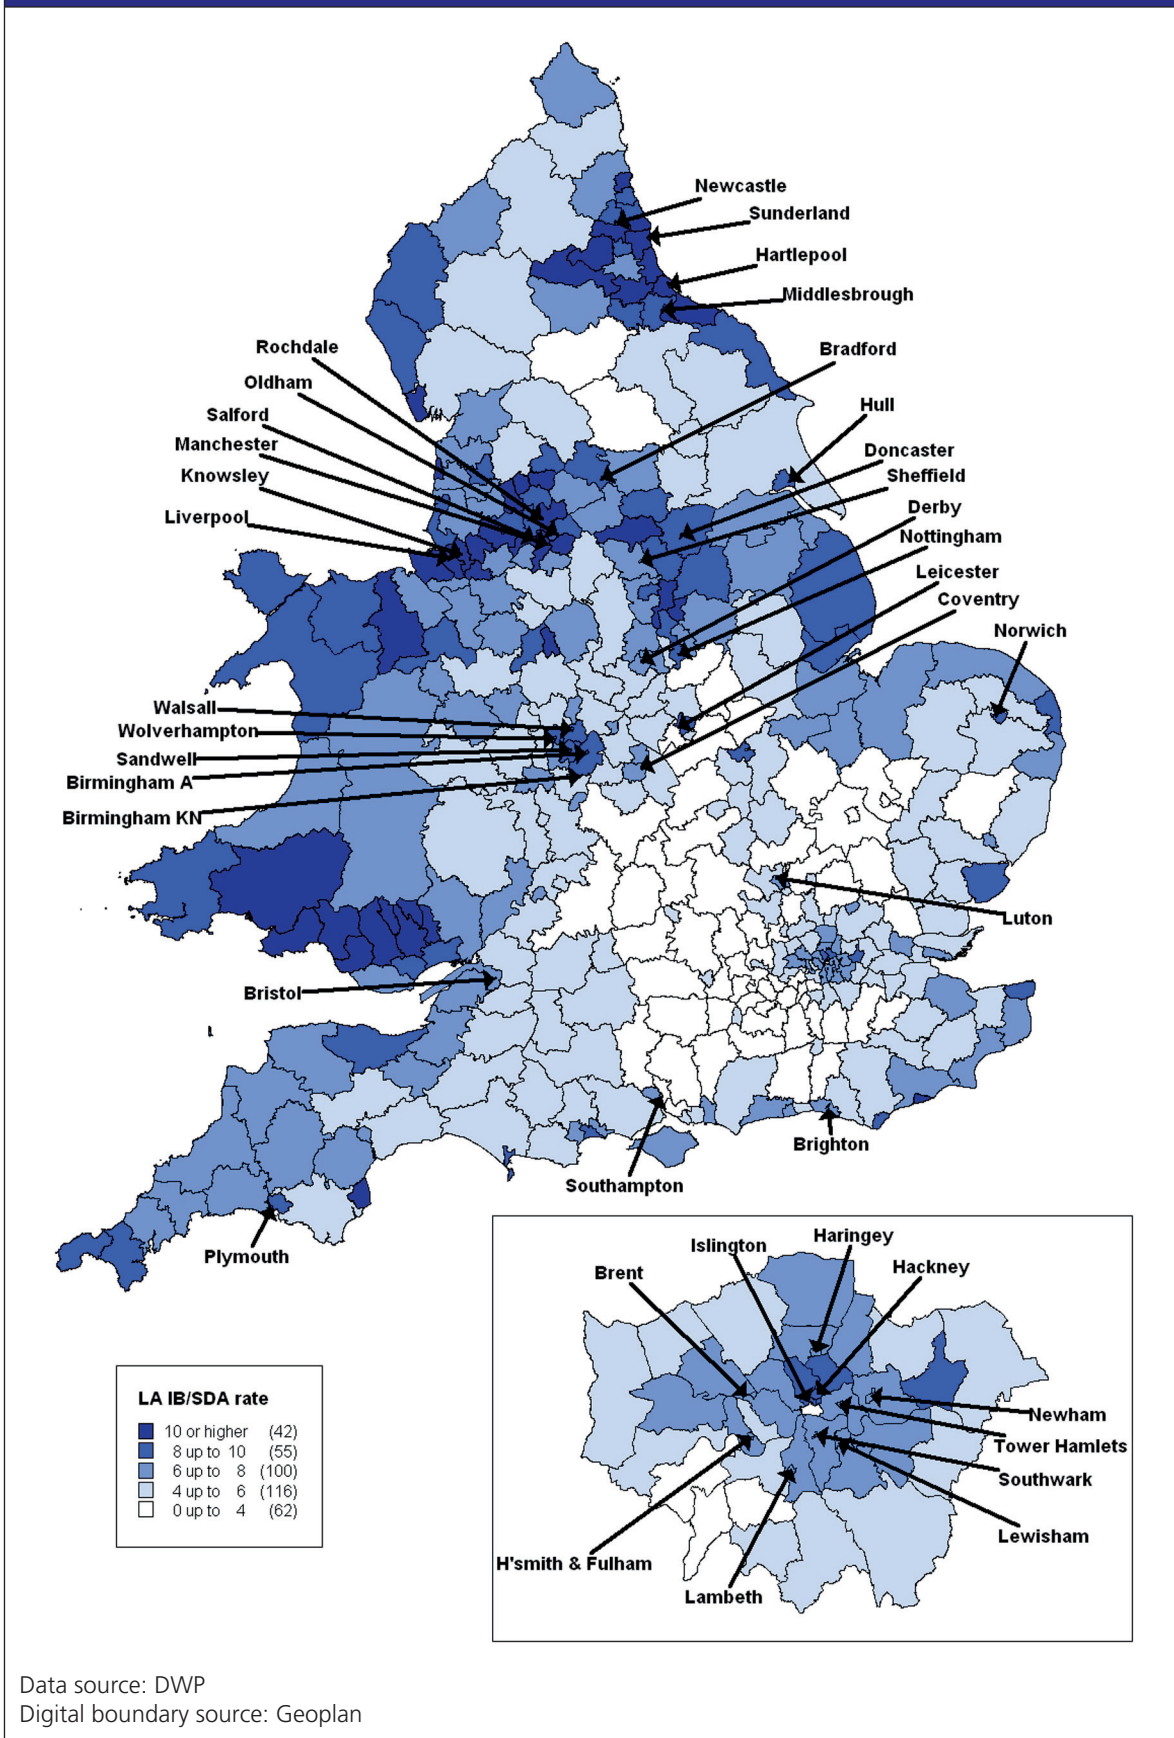 Newcastle
Sunderland
Hartlepool
Middlesbrough
Rochdale
Bradford
Oldham
Hull
Salford
Manchester
Doncaster
Knowsley
Sheffield
Derby
Liverpool
Nottingham
Leicester
Coventry
Norwich
Walsall
Wolverhampton
Sandwell
Birmingham A
Birmingham KN
Luton
Bristol
Brighton
Southampton
Plymouth
Haringey
Islington
Hackney
Brent
Newham
Tower Hamlets
Southwark
Lewisham
H'smith & Fulham
Lambeth
LA IB/SDA rate
10 or higher (42)
8 up to 10 (55)
6 up to 8 (100)
4 up to 6 (116)
0 up to 4 (62)
Data source: DWP
Digital boundary source: Geoplan